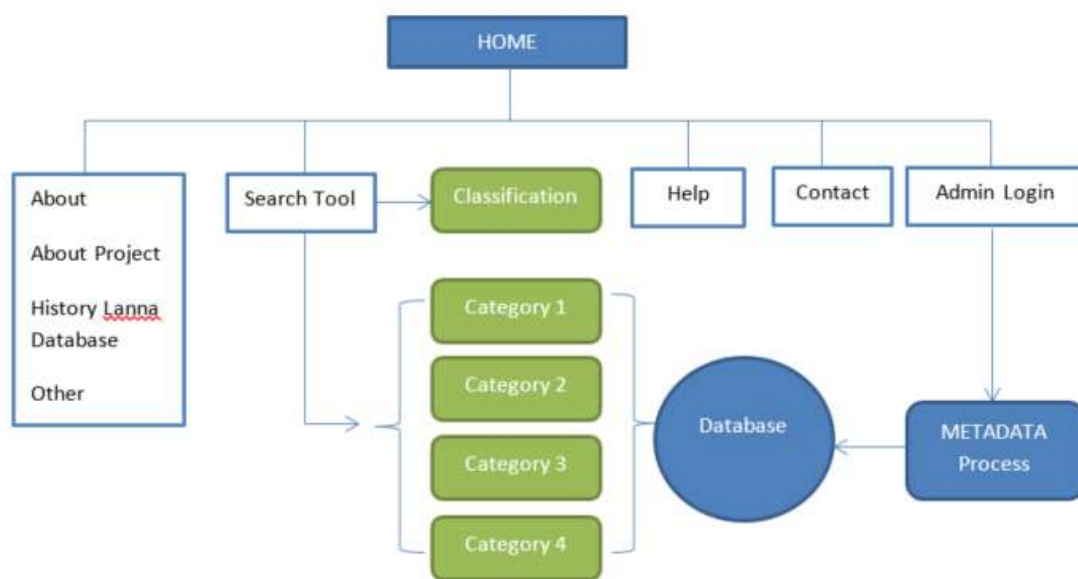 HOME
About
About Project
History Lanna
Database
Other
Search Tool
Classification
Help
Contact
Admin Login
Category 1
Category 2
Category 3
Category 4
Database
METADATA
Process